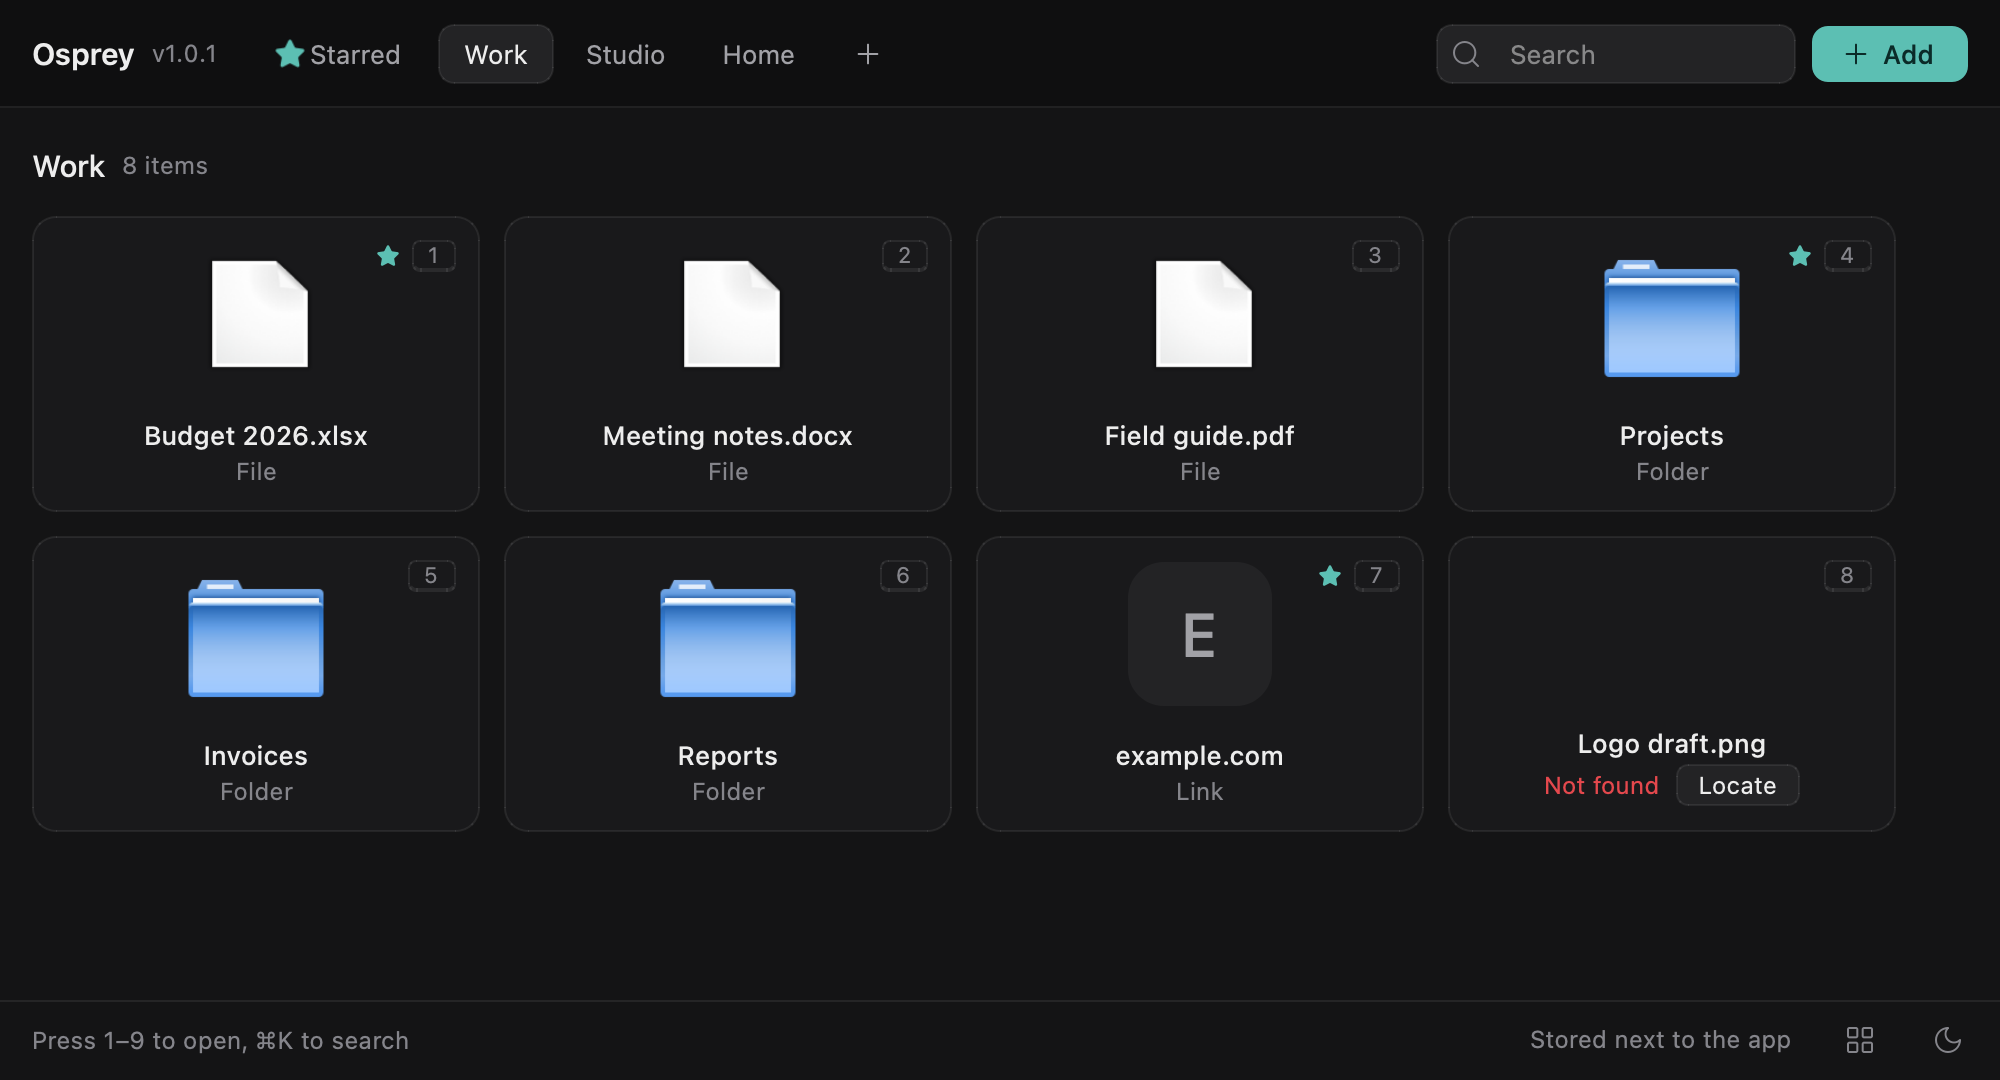 Osprey v1.0.1 Starred Work Studio Home + Search + Add
Work 8 items
1 2 3 4
Budget 2026.xlsx Meeting notes.docx Field guide.pdf Projects
File File File Folder
5 6 E 7 8
Invoices Reports example.com Logo draft.png
Folder Folder Link Not found Locate
Press 1–9 to open, ⌘K to search Stored next to the app